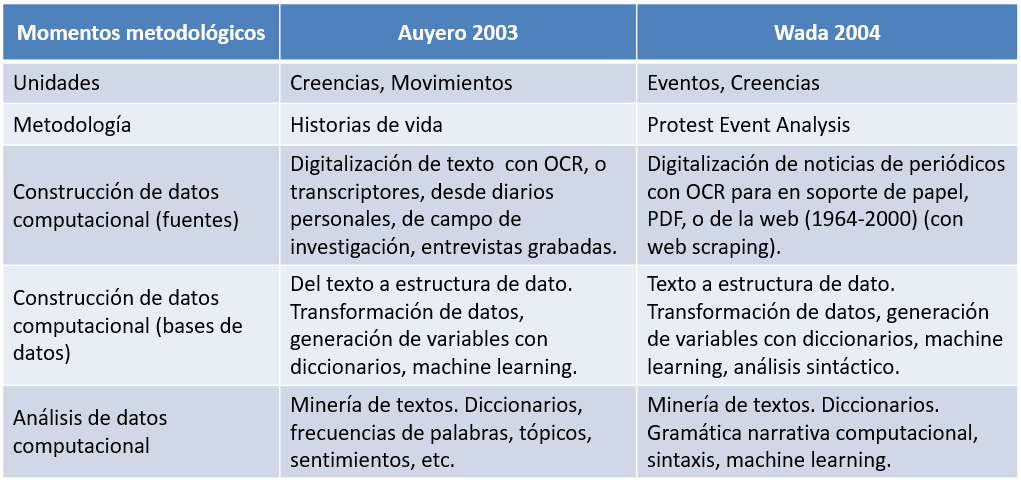 Momentos metodológicos
Auyero 2003
Wada 2004
Unidades
Creencias, Movimientos
Eventos, Creencias
Metodología
Historias de vida
Protest Event Analysis
Construcción de datos
computacional (fuentes)
Digitalización de texto  con OCR, o
transcriptores, desde diarios
personales, de campo de
investigación, entrevistas grabadas.
Digitalización de noticias de periódicos
con OCR para en soporte de papel,
PDF, o de la web (1964-2000) (con
web scraping).
Construcción de datos
computacional (bases de
datos)
Del texto a estructura de dato.
Transformación de datos,
generación de variables con
diccionarios, machine learning.
Texto a estructura de dato.
Transformación de datos, generación
de variables con diccionarios, machine
learning, análisis sintáctico.
Análisis de datos
computacional
Minería de textos. Diccionarios,
frecuencias de palabras, tópicos,
sentimientos, etc.
Minería de textos. Diccionarios.
Gramática narrativa computacional,
sintaxis, machine learning.